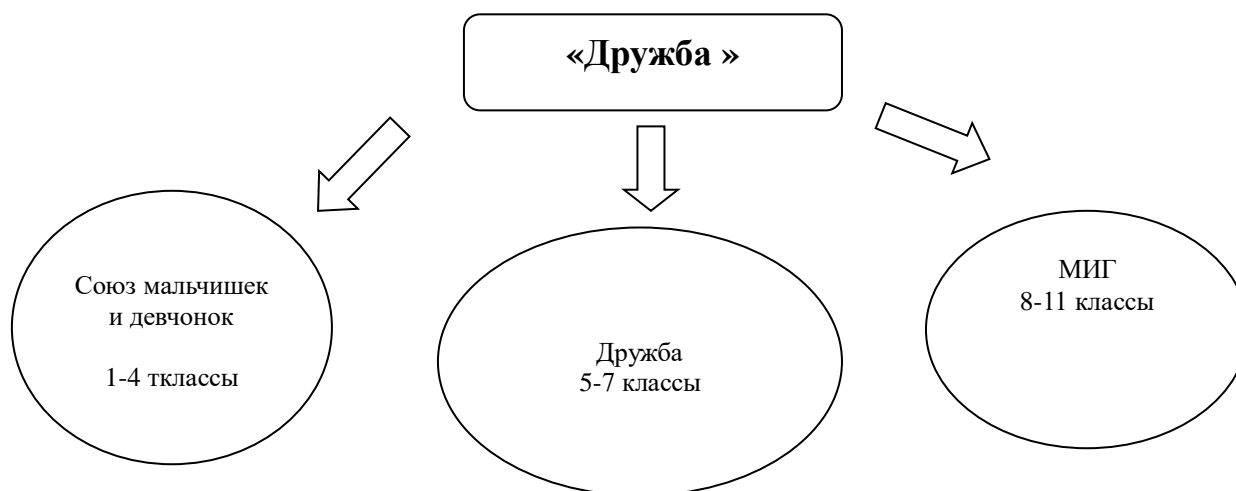 «Дружба »
Союз мальчишек
и девчонок
1-4 тклассы
Дружба
5-7 классы
МИГ
8-11 классы